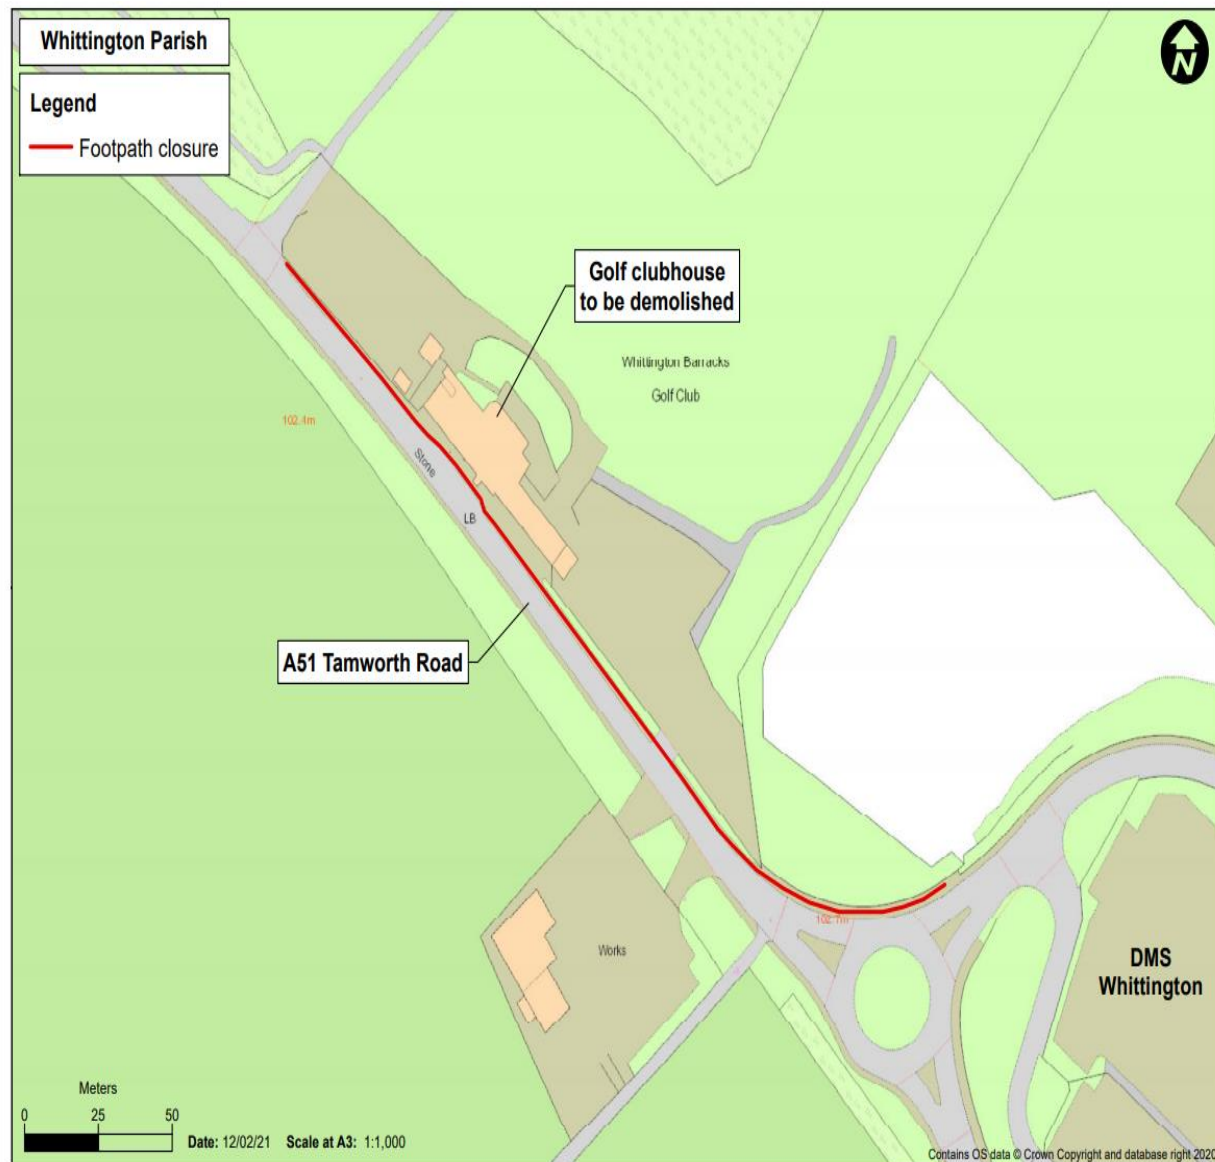 Whittington Parish
N
Legend
Footpath closure
Golf clubhouse
to be demolished
Whittington Barracks
Golf Club
102.4m
Stone
LB
A51 Tamworth Road
102.7m
Works
DMS
Whittington
Meters
0 25 50
Date: 12/02/21 Scale at A3: 1:1,000
Contains OS data © Crown Copyright and database right 2020